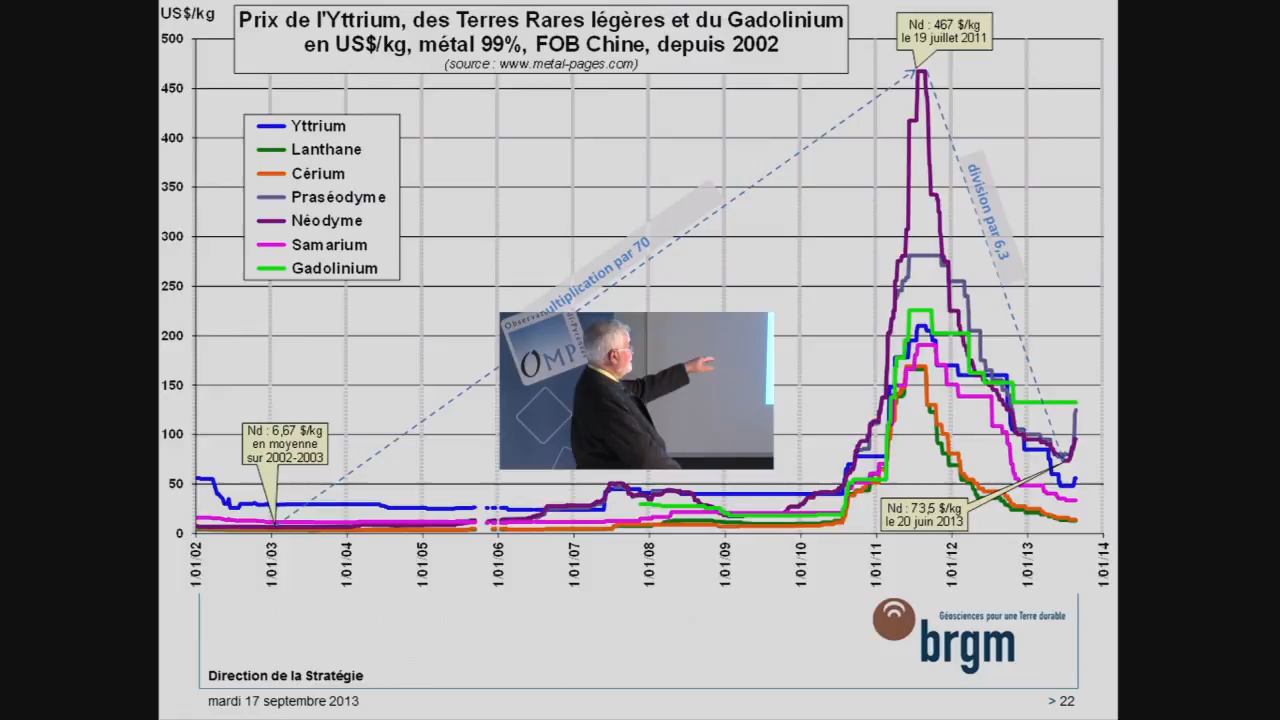 US$/kg
Prix de l'Yttrium, des Terres Rares légères et du Gadolinium
en US$/kg, métal 99%, FOB Chine, depuis 2002
(source : www.metal-pages.com)
Nd : 467 $/kg
le 19 juillet 2011
500
450
400
350
300
250
200
150
100
50
0
Yttrium
Lanthane
Cérium
Praséodyme
Néodyme
Samarium
Gadolinium
division par 6,3
ultiplication par 70
OMP
Nd : 6,67 $/kg
en moyenne
sur 2002-2003
Nd : 73,5 $/kg
le 20 juin 2013
1.01/02
1.01/03
1.01/04
1.01/05
1.01/06
1.01/07
1.01/08
1.01/09
1.01/10
1.01/11
1.01/12
1.01/13
1.01/14
Géosciences pour une Terre durable
brgm
Direction de la Stratégie
mardi 17 septembre 2013
> 22